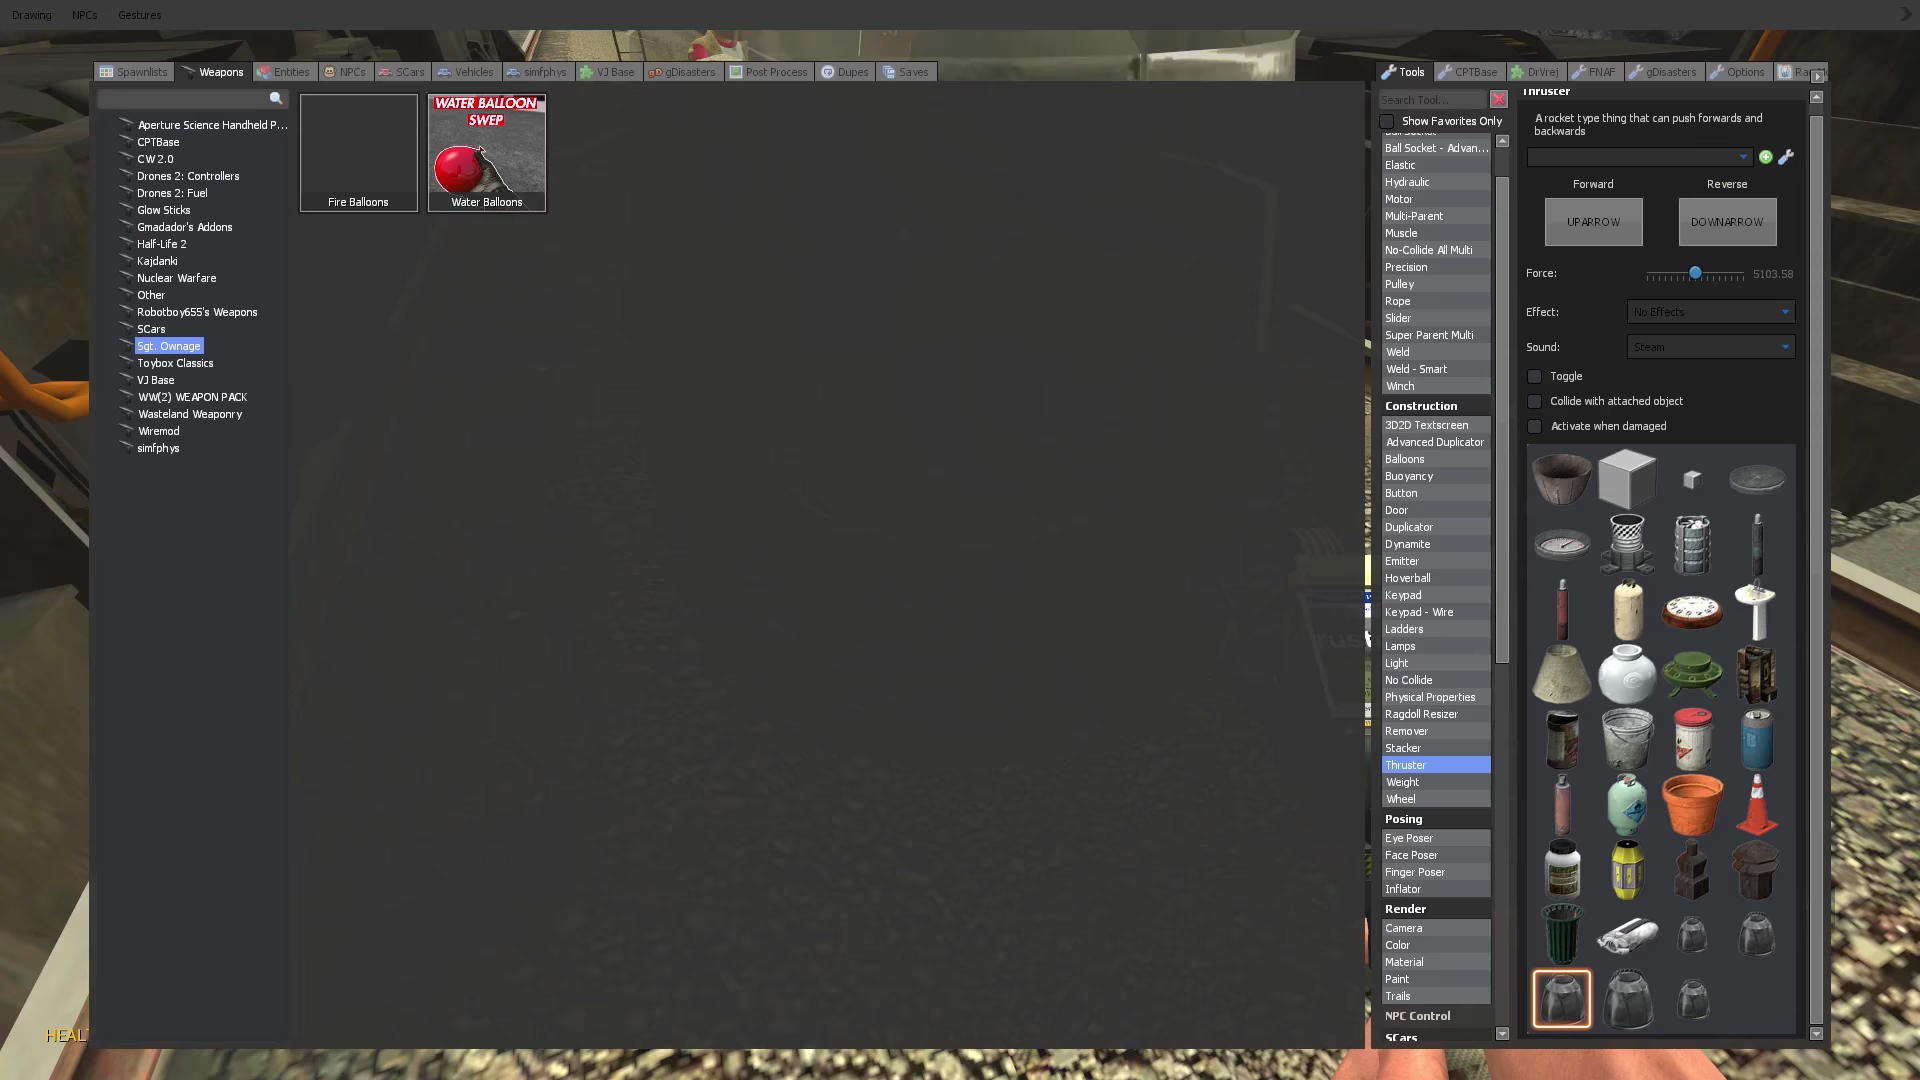 Drawing NPCs Gestures
Spawnlists Weapons Entities NPCs SCars Vehicles simfphys VJ Base gDisasters Post Process Dupes Saves
Aperture Science Handheld P...
CPTBase
CW 2.0
Drones 2: Controllers
Drones 2: Fuel
Glow Sticks
Gmadador's Addons
Half-Life 2
Kajdanki
Nuclear Warfare
Other
Robotboy655's Weapons
SCars
Sgt. Ownage
Toybox Classics
VJ Base
WW(2) WEAPON PACK
Wasteland Weaponry
Wiremod
simfphys
Fire Balloons
WATER BALLOON
SWEP
Water Balloons
HEAL
Tools CPTBase DrVrej FNAF gDisasters Options
Search Tool...
Show Favorites Only
Ball Socket
Ball Socket - Advan...
Elastic
Hydraulic
Motor
Multi-Parent
Muscle
No-Collide All Multi
Precision
Pulley
Rope
Slider
Super Parent Multi
Weld
Weld - Smart
Winch
Construction
3D2D Textscreen
Advanced Duplicator
Balloons
Buoyancy
Button
Door
Duplicator
Dynamite
Emitter
Hoverball
Keypad
Keypad - Wire
Ladders
Lamps
Light
No Collide
Physical Properties
Ragdoll Resizer
Remover
Stacker
Thruster
Weight
Wheel
Posing
Eye Poser
Face Poser
Finger Poser
Inflator
Render
Camera
Color
Material
Paint
Trails
NPC Control
SCars
Thruster
A rocket type thing that can push forwards and
backwards
Forward Reverse
UPARROW DOWNARROW
Force: 5103.58
Effect: No Effects
Sound: Steam
Toggle
Collide with attached object
Activate when damaged